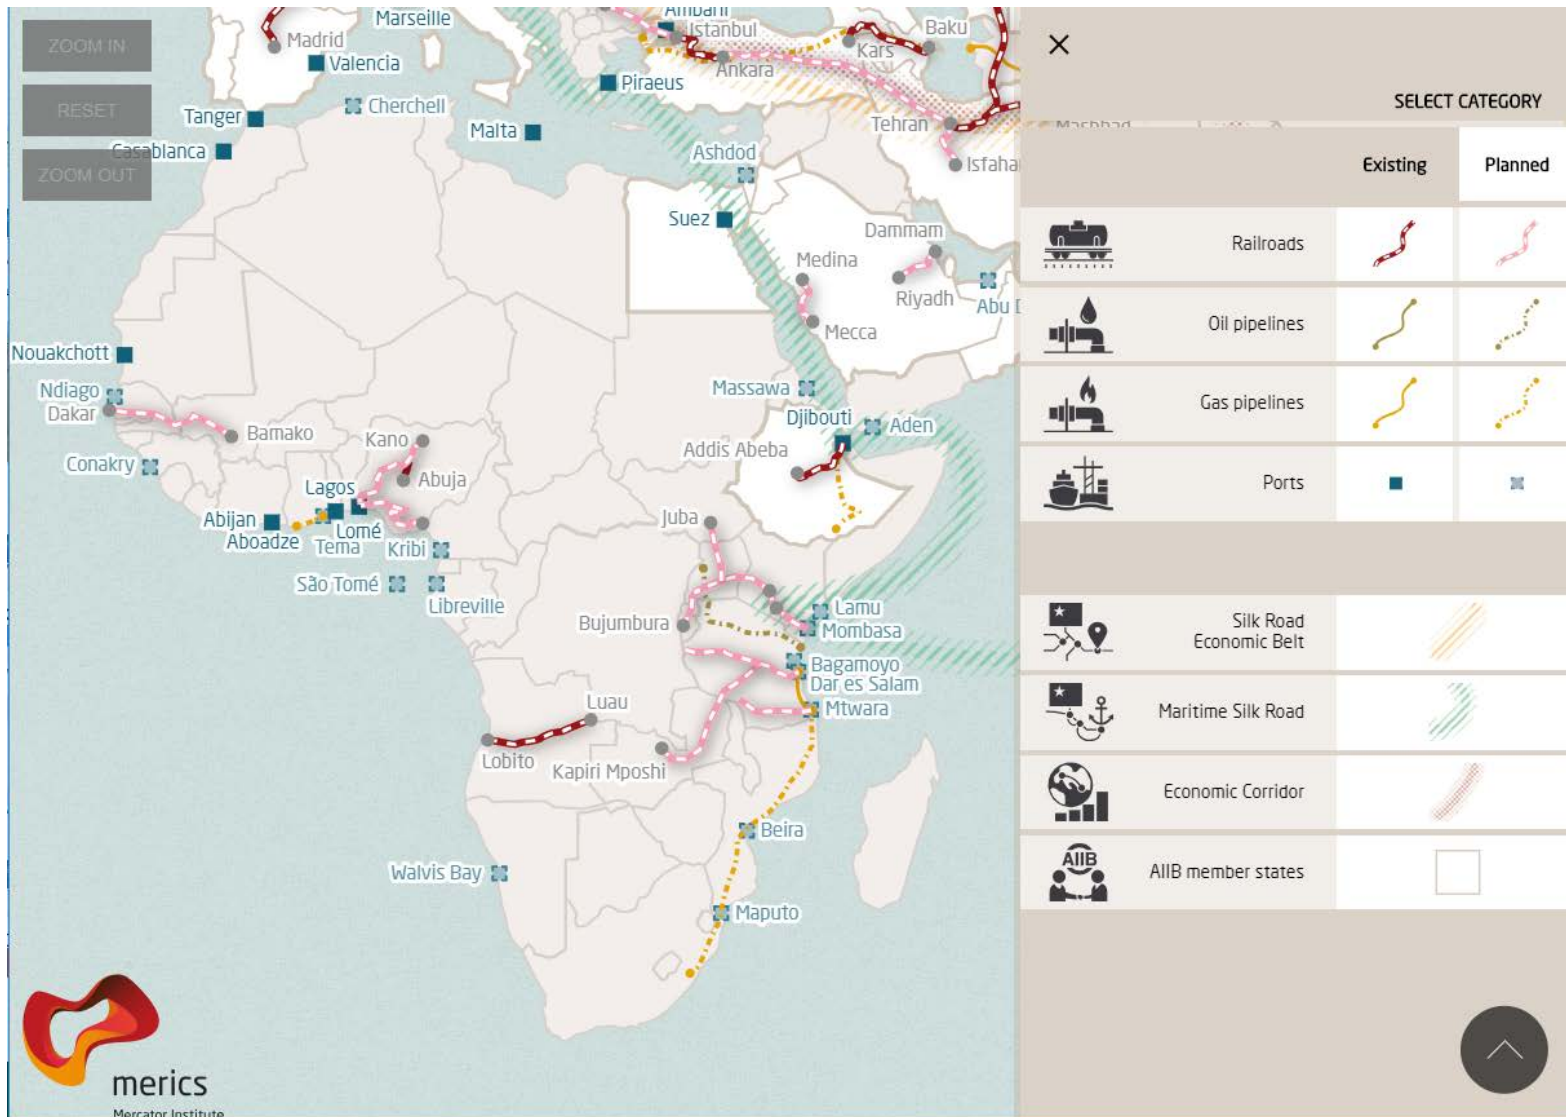 ZOOM IN
RESET
ZOOM OUT
Marseille
Madrid
Valencia
Tanger
Cherchell
Casablanca
Malta
Piraeus
Istanbul
Ankara
Kars
Baku
Tehran
Ashdod
Suez
Dammam
Medina
Riyadh
Mecca
Nouakchott
Ndiago
Dakar
Bamako
Conakry
Kano
Abuja
Lagos
Abijan
Aboadze
Lomé
Tema
Kribi
São Tomé
Libreville
Massawa
Djibouti
Aden
Addis Abeba
Juba
Bujumbura
Lamu
Mombasa
Bagamoyo
Dar es Salam
Mtwara
Luau
Lobito
Kapiri Mposhi
Beira
Walvis Bay
Maputo
merics
Mercator Institute
SELECT CATEGORY
Existing
Planned
Railroads
Oil pipelines
Gas pipelines
Ports
Silk Road
Economic Belt
Maritime Silk Road
Economic Corridor
AIIB
AIIB member states